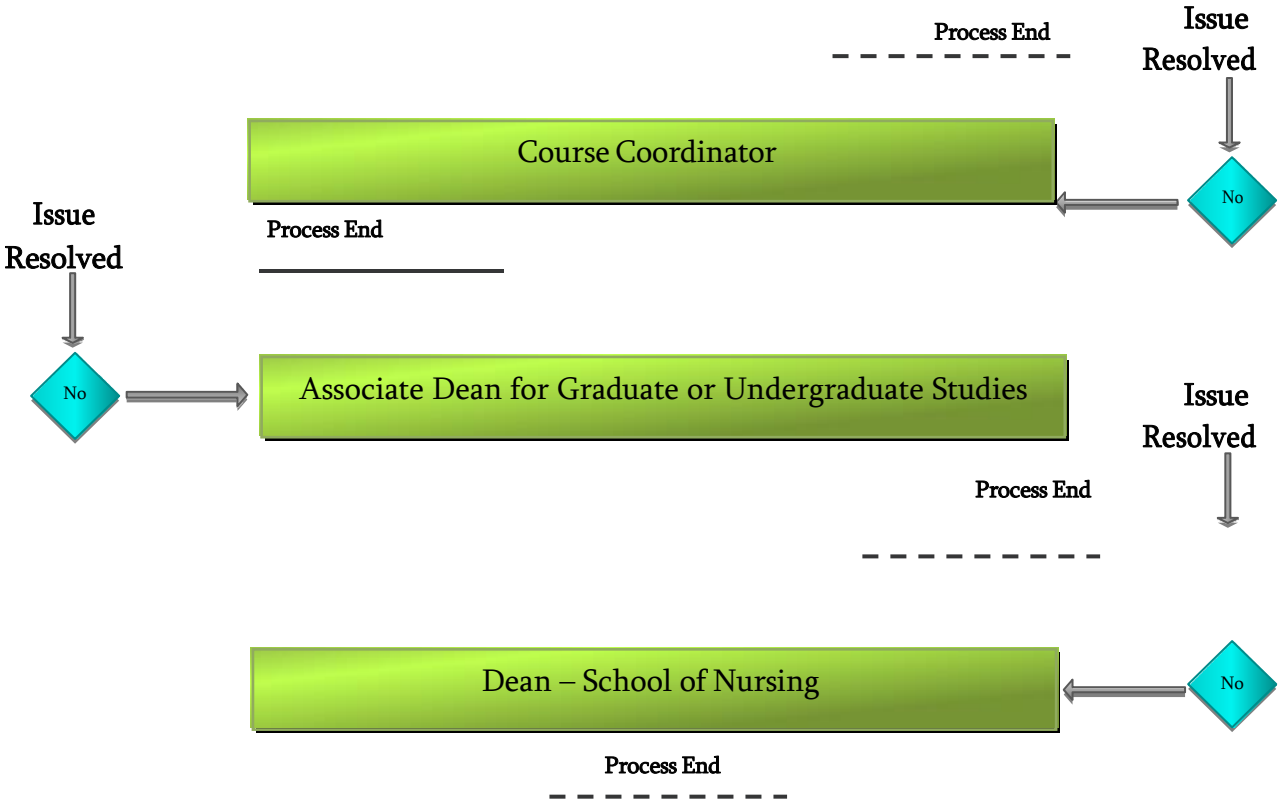 Process End
Issue
Resolved
Course Coordinator
No
Process End
Issue
Resolved
No
Associate Dean for Graduate or Undergraduate Studies
Issue
Resolved
Process End
Dean – School of Nursing
No
Process End